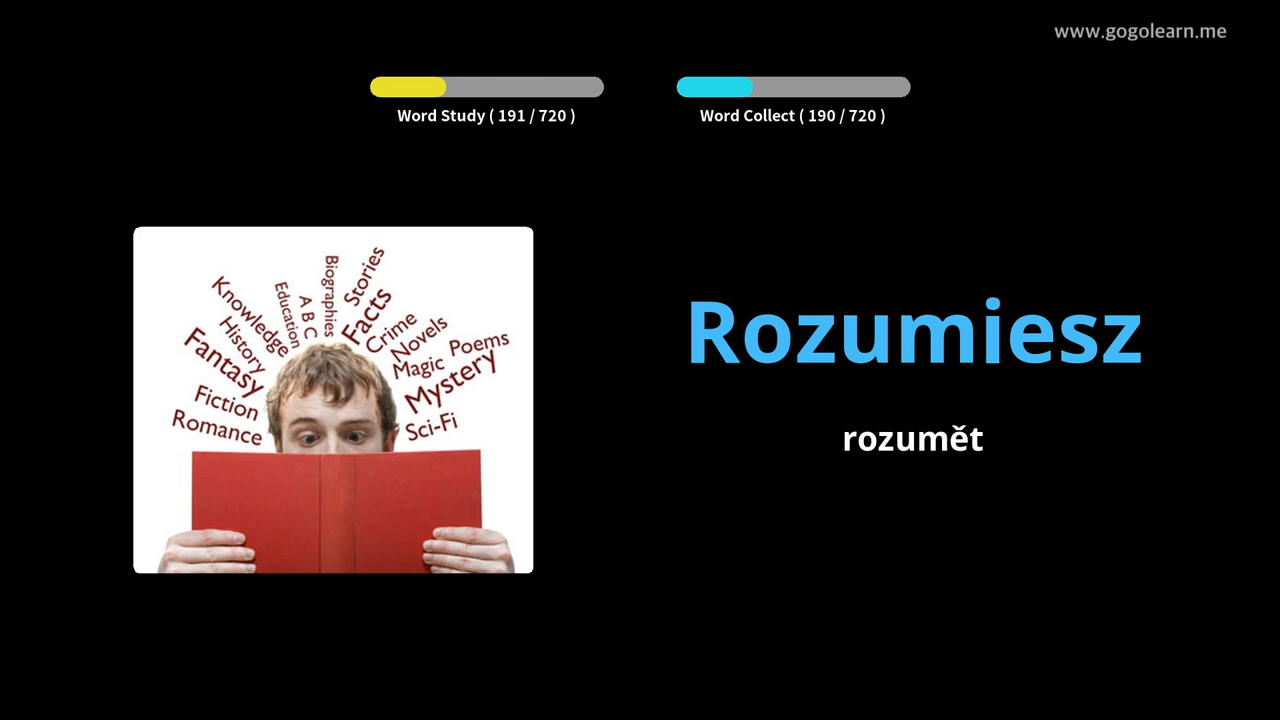 www.gogolearn.me
Word Study ( 191 / 720 )
Word Collect ( 190 / 720 )
Rozumiesz
rozumět
Biographies
Stories
Knowledge
Education
A B C
Facts
History
Crime
Novels
Fantasy
Magic
Poems
Mystery
Fiction
Romance
Sci-Fi